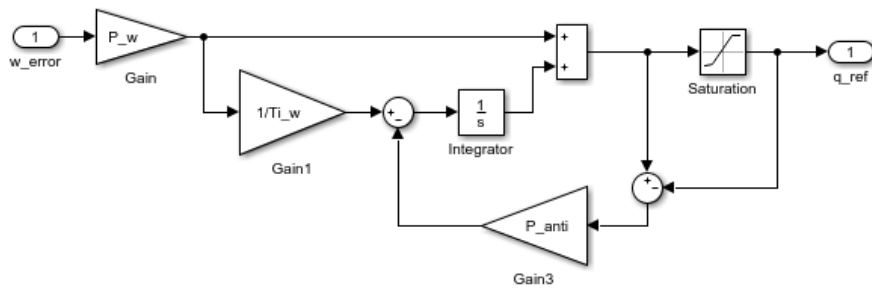 1
w_error
P_w
Gain
1/Ti_w
Gain1
+
-
1
s
Integrator
+
+
Saturation
1
q_ref
+
-
P_anti
Gain3